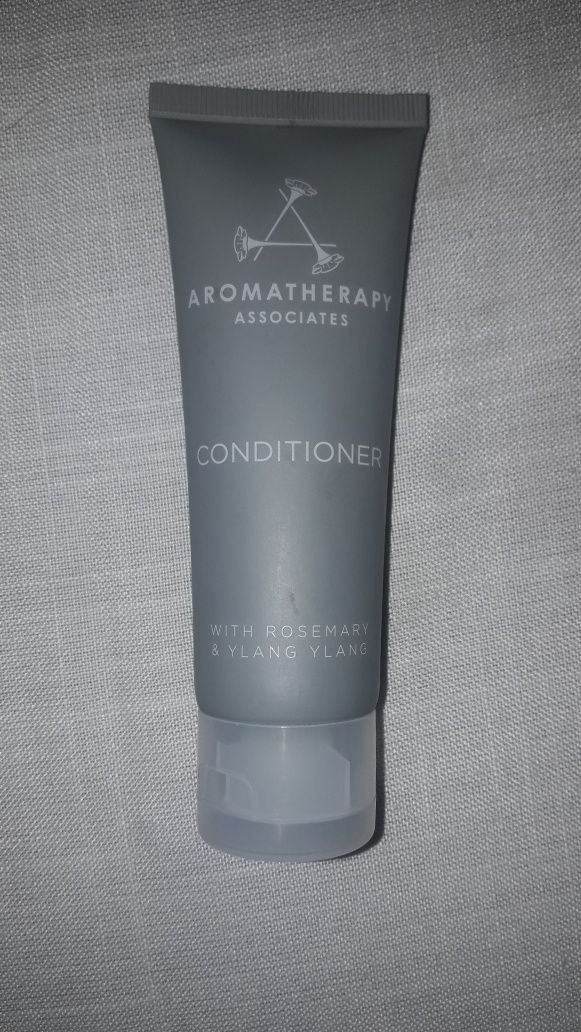 AROMATHERAPY
ASSOCIATES
CONDITIONER
WITH ROSEMARY
& YLANG YLANG